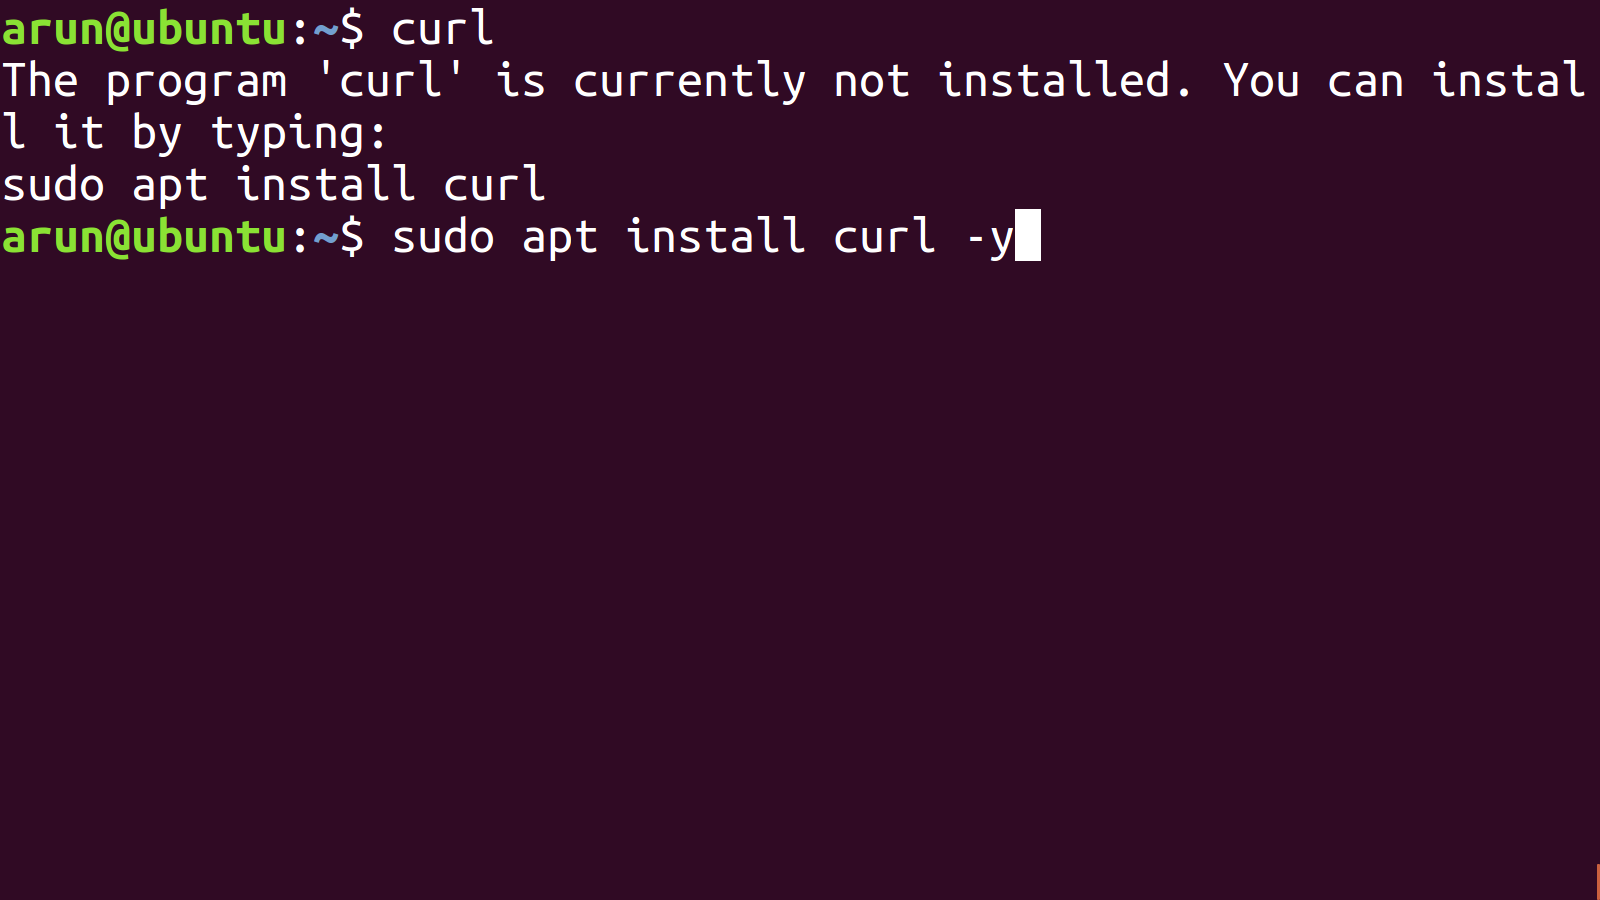 arun@ubuntu:~$ curl
The program 'curl' is currently not installed. You can instal
l it by typing:
sudo apt install curl
arun@ubuntu:~$ sudo apt install curl -y